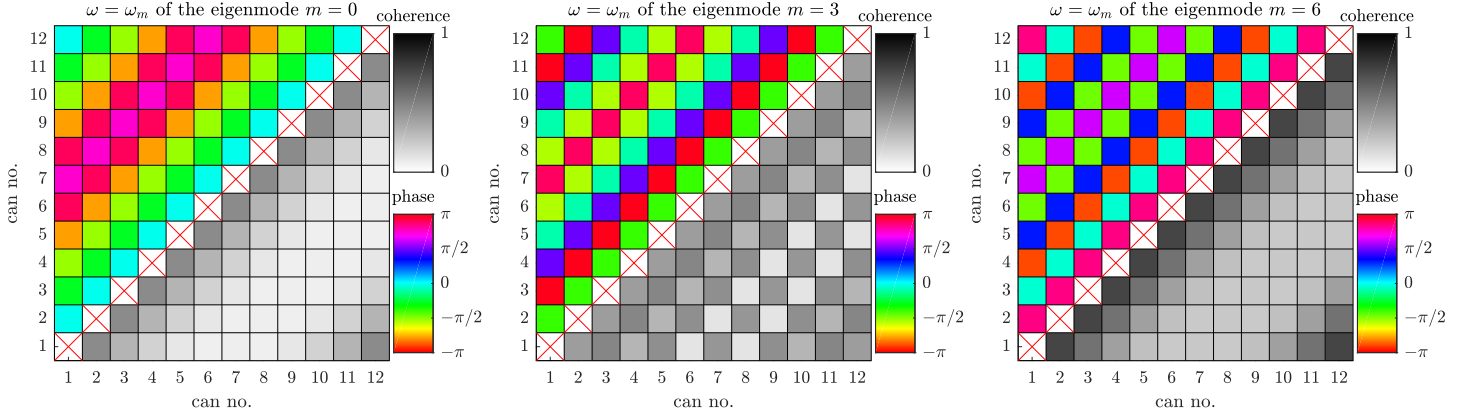 ω = ωₘ of the eigenmode m = 0
coherence
12
11
10
9
8
7
6
5
4
3
2
1
can no.
1 2 3 4 5 6 7 8 9 10 11 12
can no.
1
0
phase
π
π/2
0
−π/2
−π
ω = ωₘ of the eigenmode m = 3
coherence
12
11
10
9
8
7
6
5
4
3
2
1
can no.
1 2 3 4 5 6 7 8 9 10 11 12
can no.
1
0
phase
π
π/2
0
−π/2
−π
ω = ωₘ of the eigenmode m = 6
coherence
12
11
10
9
8
7
6
5
4
3
2
1
can no.
1 2 3 4 5 6 7 8 9 10 11 12
can no.
1
0
phase
π
π/2
0
−π/2
−π